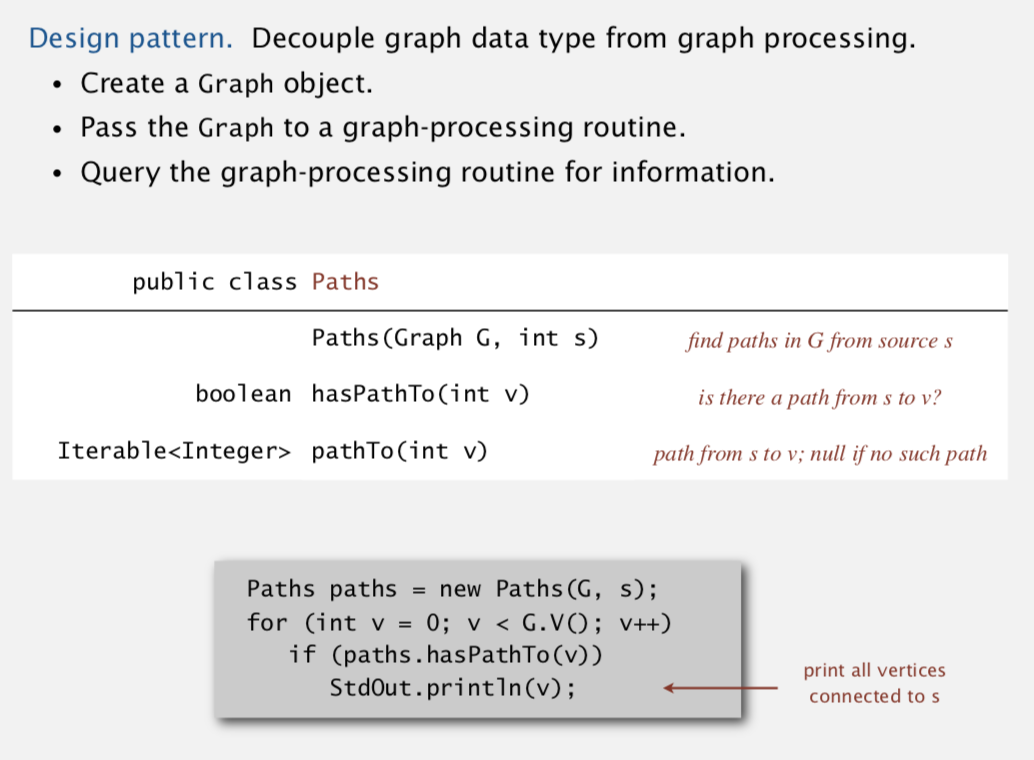 Design pattern. Decouple graph data type from graph processing.
• Create a Graph object.
• Pass the Graph to a graph-processing routine.
• Query the graph-processing routine for information.
public class Paths
Paths(Graph G, int s) find paths in G from source s
boolean hasPathTo(int v) is there a path from s to v?
Iterable<Integer> pathTo(int v) path from s to v; null if no such path
Paths paths = new Paths(G, s);
for (int v = 0; v < G.V(); v++)
if (paths.hasPathTo(v))
StdOut.println(v);
print all vertices
connected to s